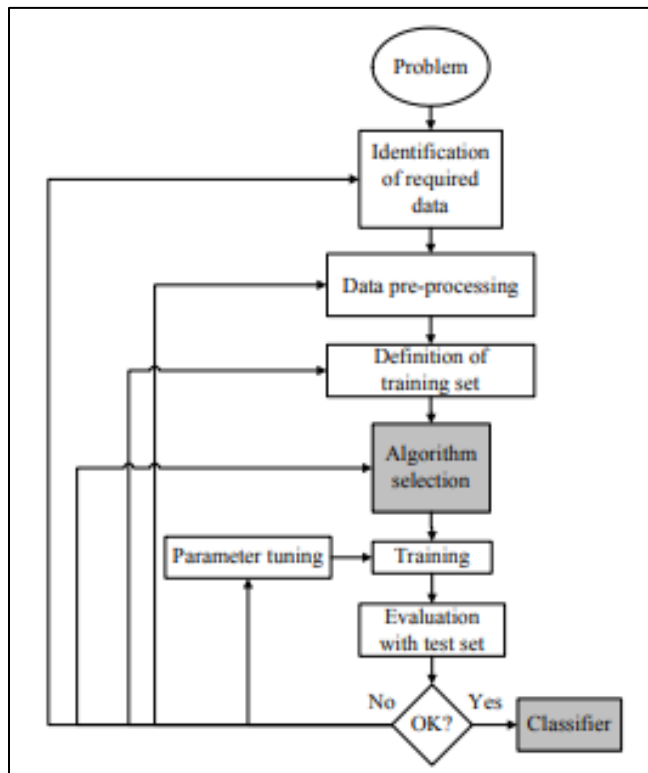 Problem
Identification
of required
data
Data pre-processing
Definition of
training set
Algorithm
selection
Parameter tuning
Training
Evaluation
with test set
No
OK?
Yes
Classifier